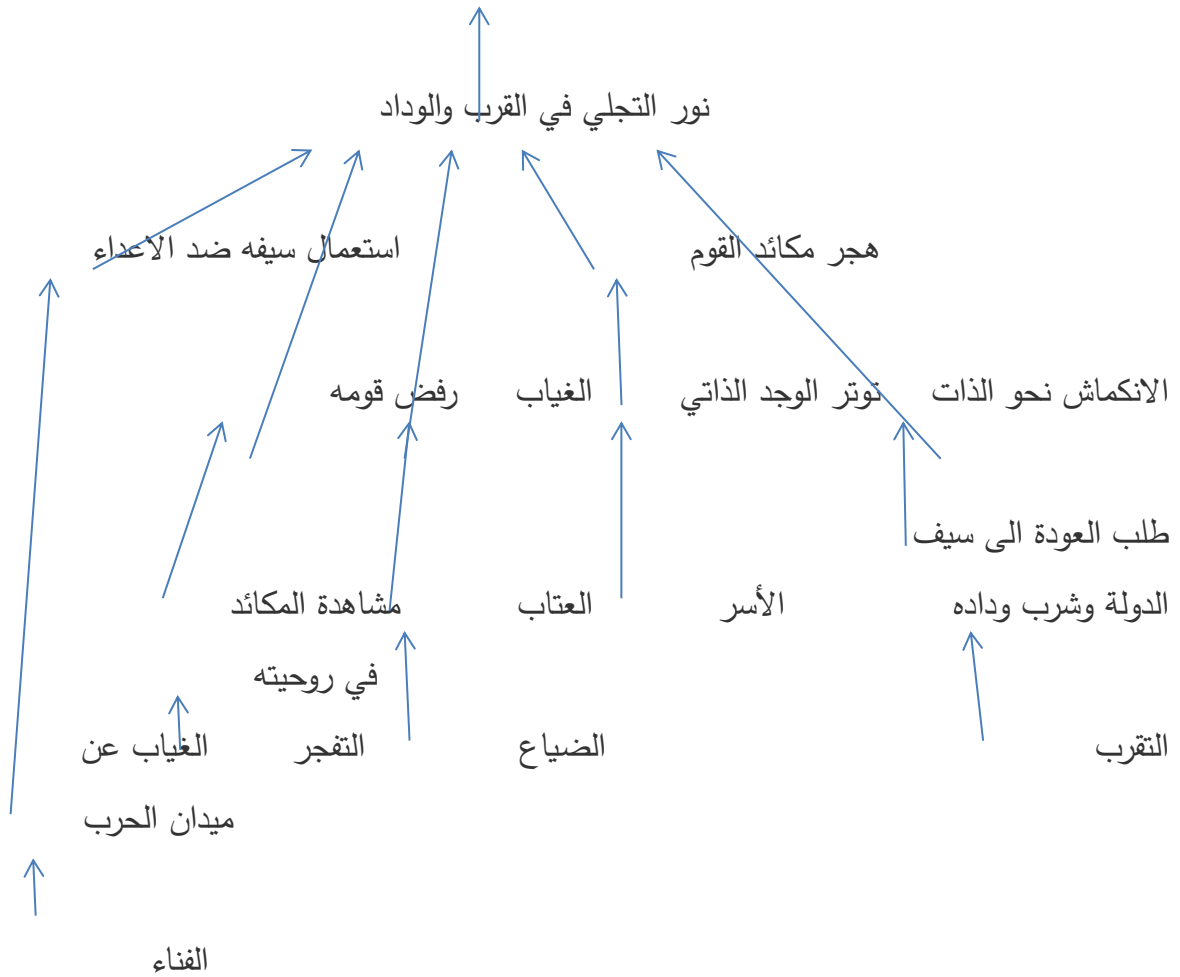 نور التجلي في القرب والوداد
هجر مكائد القوم استعمال سيفه ضد الاعداء
الانكماش نحو الذات توتر الوجد الذاتي الغياب رفض قومه
طلب العودة الى سيف
الدولة وشرب وداده الأسر العتاب مشاهدة المكائد
في روحيته
التقرب الضياع التفجر الغياب عن
ميدان الحرب
الفناء